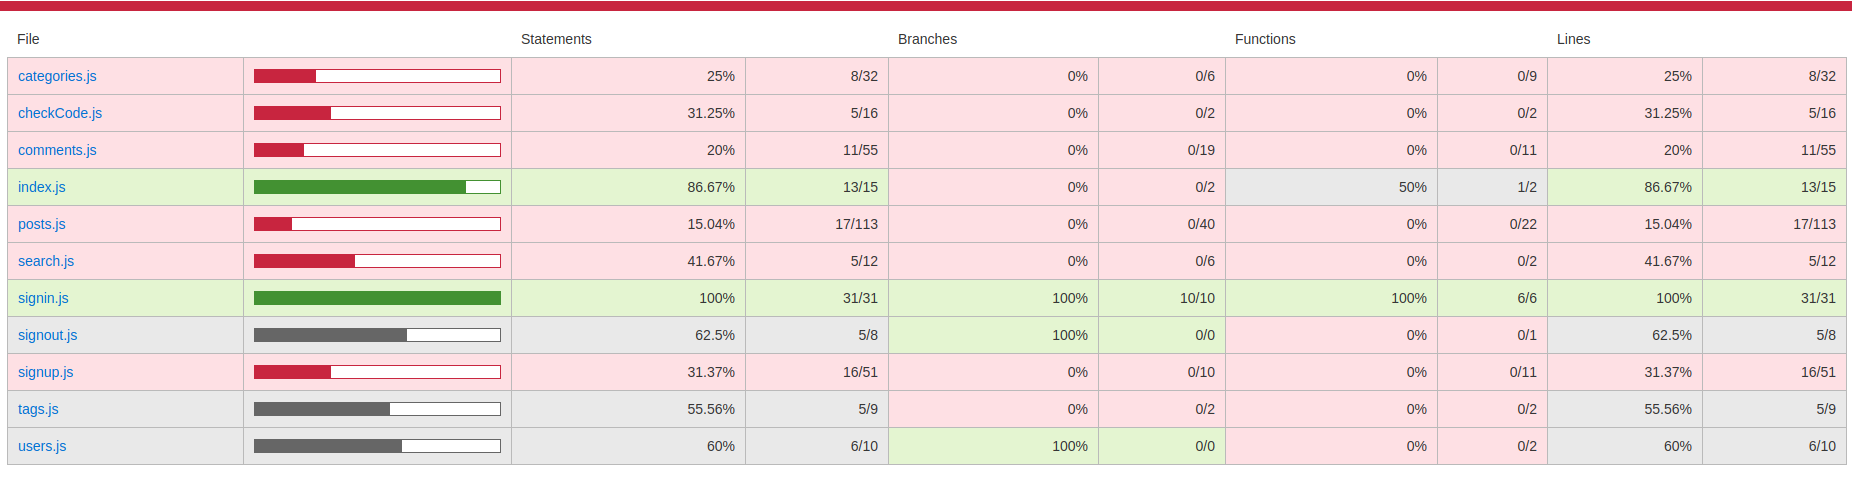 File Statements Branches Functions Lines
categories.js 25% 8/32 0% 0/6 0% 0/9 25% 8/32
checkCode.js 31.25% 5/16 0% 0/2 0% 0/2 31.25% 5/16
comments.js 20% 11/55 0% 0/19 0% 0/11 20% 11/55
index.js 86.67% 13/15 0% 0/2 50% 1/2 86.67% 13/15
posts.js 15.04% 17/113 0% 0/40 0% 0/22 15.04% 17/113
search.js 41.67% 5/12 0% 0/6 0% 0/2 41.67% 5/12
signin.js 100% 31/31 100% 10/10 100% 6/6 100% 31/31
signout.js 62.5% 5/8 100% 0/0 0% 0/1 62.5% 5/8
signup.js 31.37% 16/51 0% 0/10 0% 0/11 31.37% 16/51
tags.js 55.56% 5/9 0% 0/2 0% 0/2 55.56% 5/9
users.js 60% 6/10 100% 0/0 0% 0/2 60% 6/10